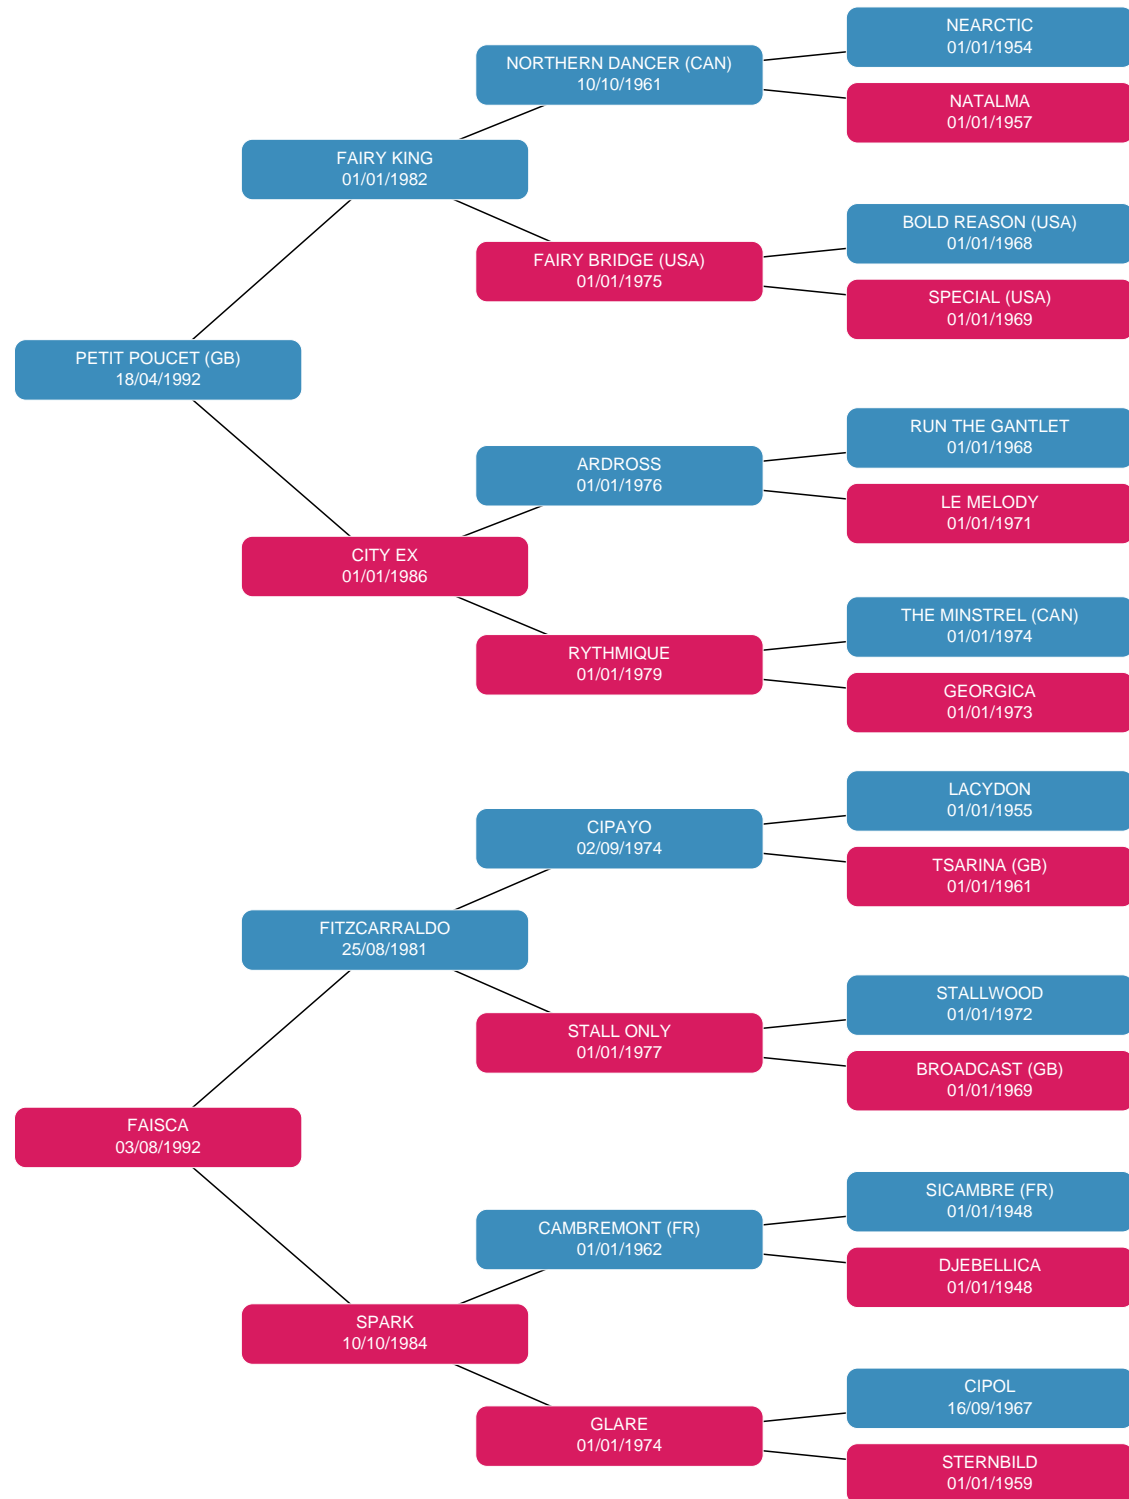 NEARCTIC
01/01/1954
NORTHERN DANCER (CAN)
10/10/1961
NATALMA
01/01/1957
FAIRY KING
01/01/1982
BOLD REASON (USA)
01/01/1968
FAIRY BRIDGE (USA)
01/01/1975
SPECIAL (USA)
01/01/1969
PETIT POUCET (GB)
18/04/1992
RUN THE GANTLET
01/01/1968
ARDROSS
01/01/1976
LE MELODY
01/01/1971
CITY EX
01/01/1986
THE MINSTREL (CAN)
01/01/1974
RYTHMIQUE
01/01/1979
GEORGICA
01/01/1973
LACYDON
01/01/1955
CIPAYO
02/09/1974
TSARINA (GB)
01/01/1961
FITZCARRALDO
25/08/1981
STALLWOOD
01/01/1972
STALL ONLY
01/01/1977
BROADCAST (GB)
01/01/1969
FAISCA
03/08/1992
SICAMBRE (FR)
01/01/1948
CAMBREMONT (FR)
01/01/1962
DJEBELLICA
01/01/1948
SPARK
10/10/1984
CIPOL
16/09/1967
GLARE
01/01/1974
STERNBILD
01/01/1959